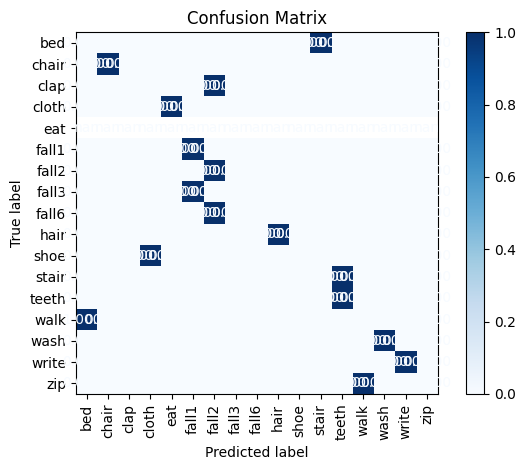 Confusion Matrix
bed
chair
clap
cloth
eat
fall1
fall2
fall3
fall6
hair
shoe
stair
teeth
walk
wash
write
zip
True label
bed chair clap cloth eat fall1 fall2 fall3 fall6 hair shoe stair teeth walk wash write zip
Predicted label
1.0
0.8
0.6
0.4
0.2
0.0